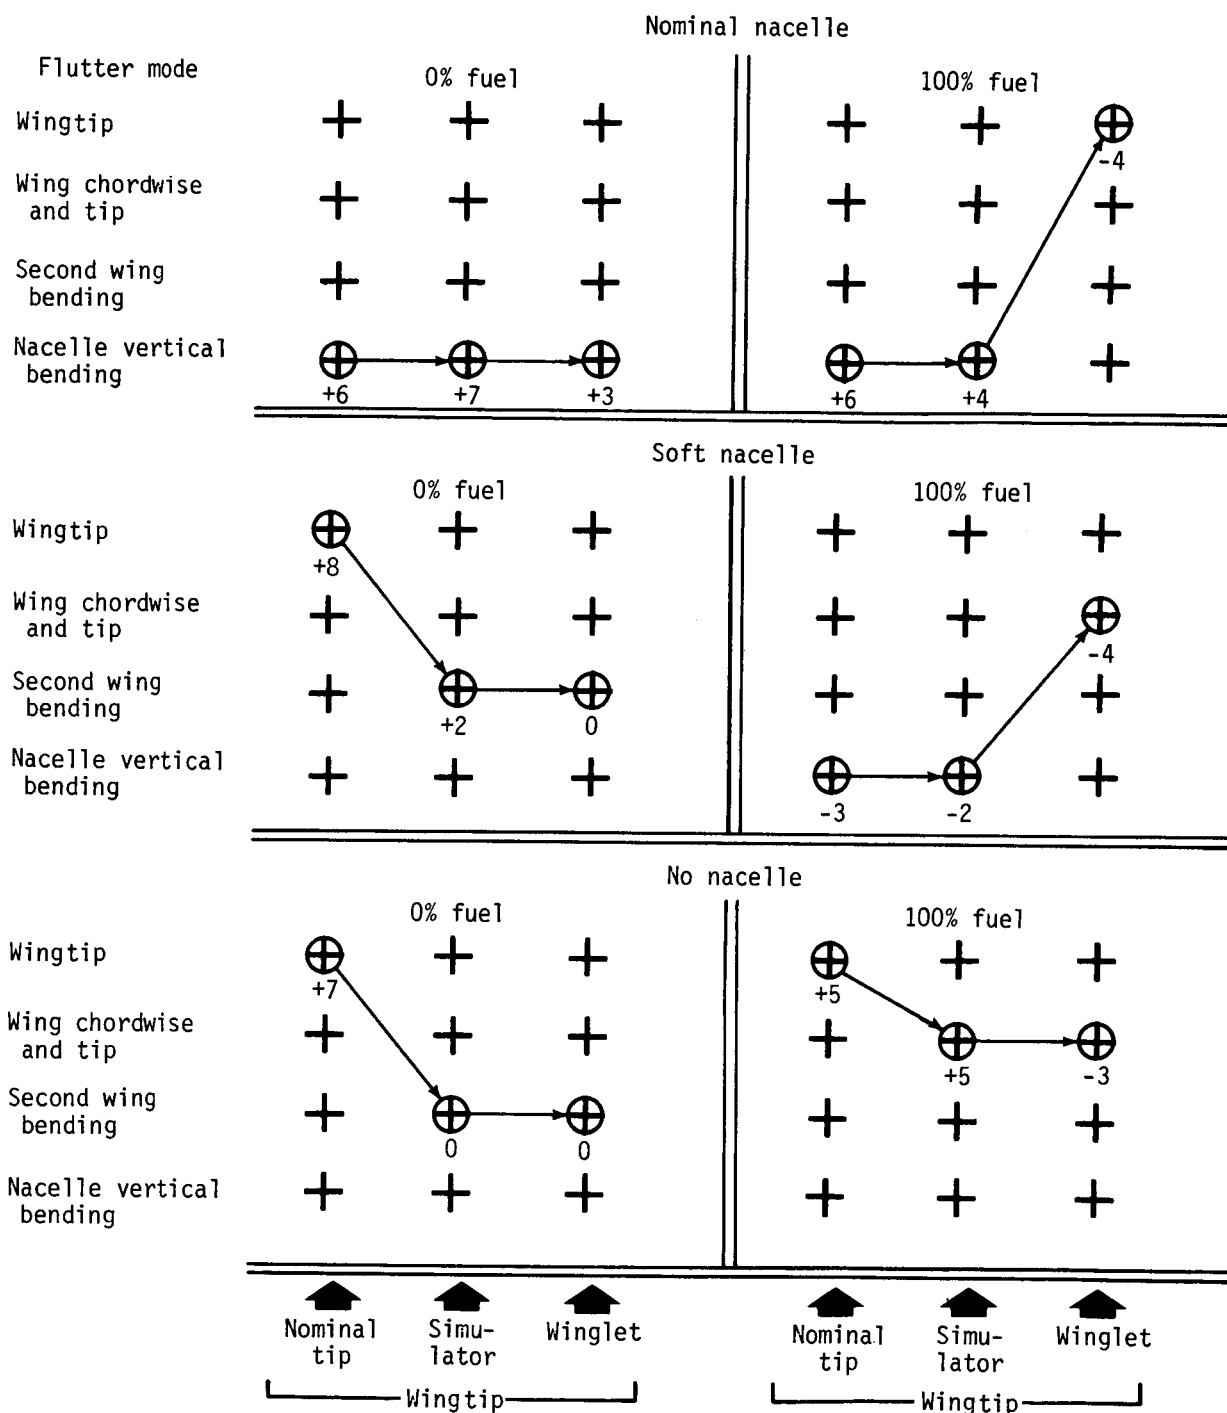 Nominal nacelle
Flutter mode
0% fuel
100% fuel
Wingtip
-4
Wing chordwise
and tip
Second wing
bending
Nacelle vertical
bending
+6
+7
+3
+6
+4
Soft nacelle
0% fuel
100% fuel
Wingtip
+8
Wing chordwise
and tip
-4
Second wing
bending
+2
0
Nacelle vertical
bending
-3
-2
No nacelle
0% fuel
100% fuel
Wingtip
+7
+5
Wing chordwise
and tip
+5
-3
Second wing
bending
0
0
Nacelle vertical
bending
Nominal
tip
Simu-
lator
Winglet
Nominal
tip
Simu-
lator
Winglet
Wingtip
Wingtip